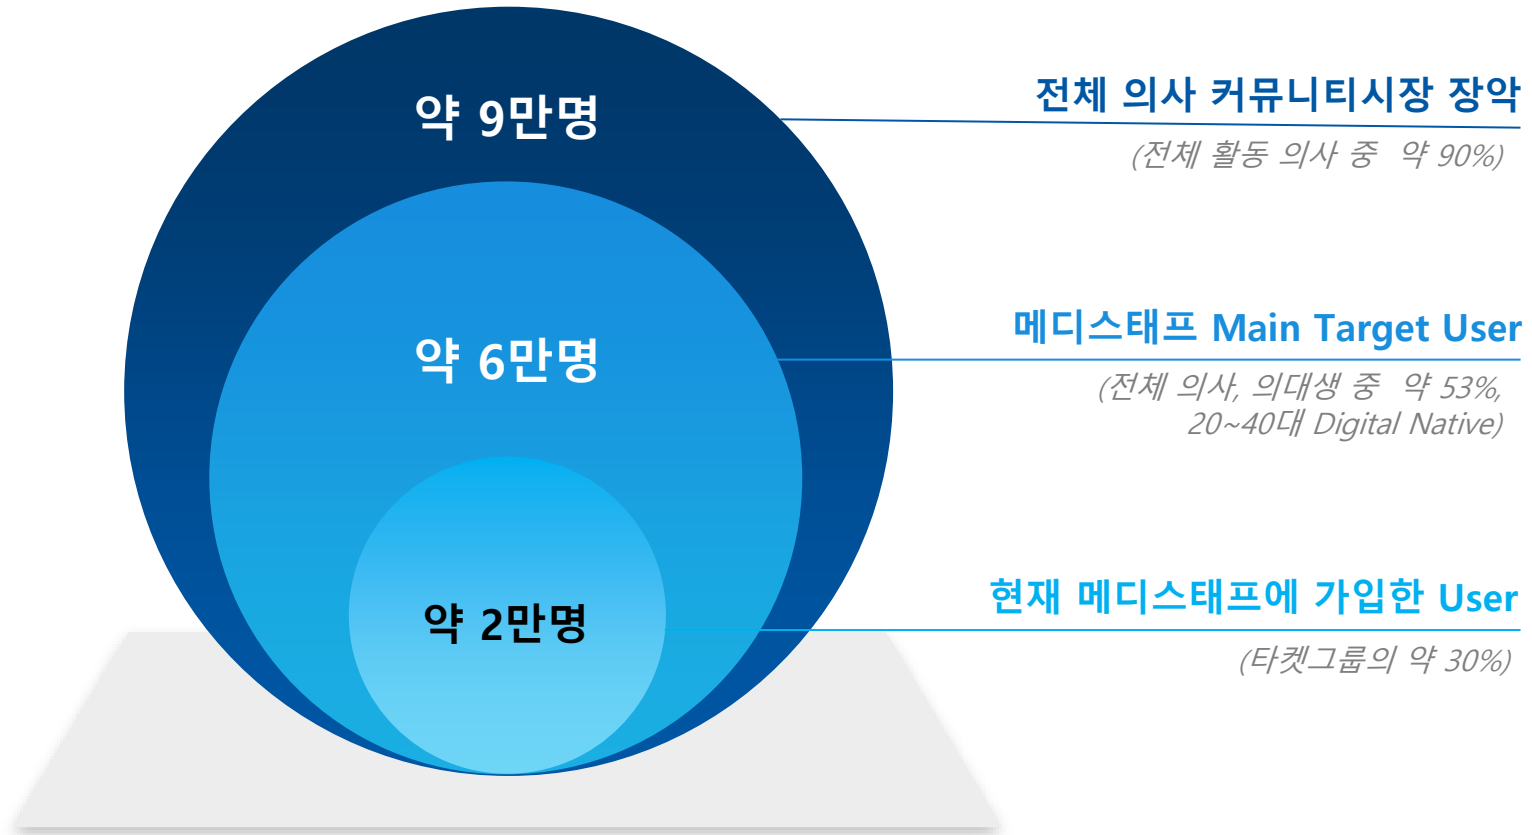 약 9만명
전체 의사 커뮤니티시장 장악
(전체 활동 의사 중 약 90%)
약 6만명
메디스태프 Main Target User
(전체 의사, 의대생 중 약 53%,
20~40대 Digital Native)
약 2만명
현재 메디스태프에 가입한 User
(타켓그룹의 약 30%)